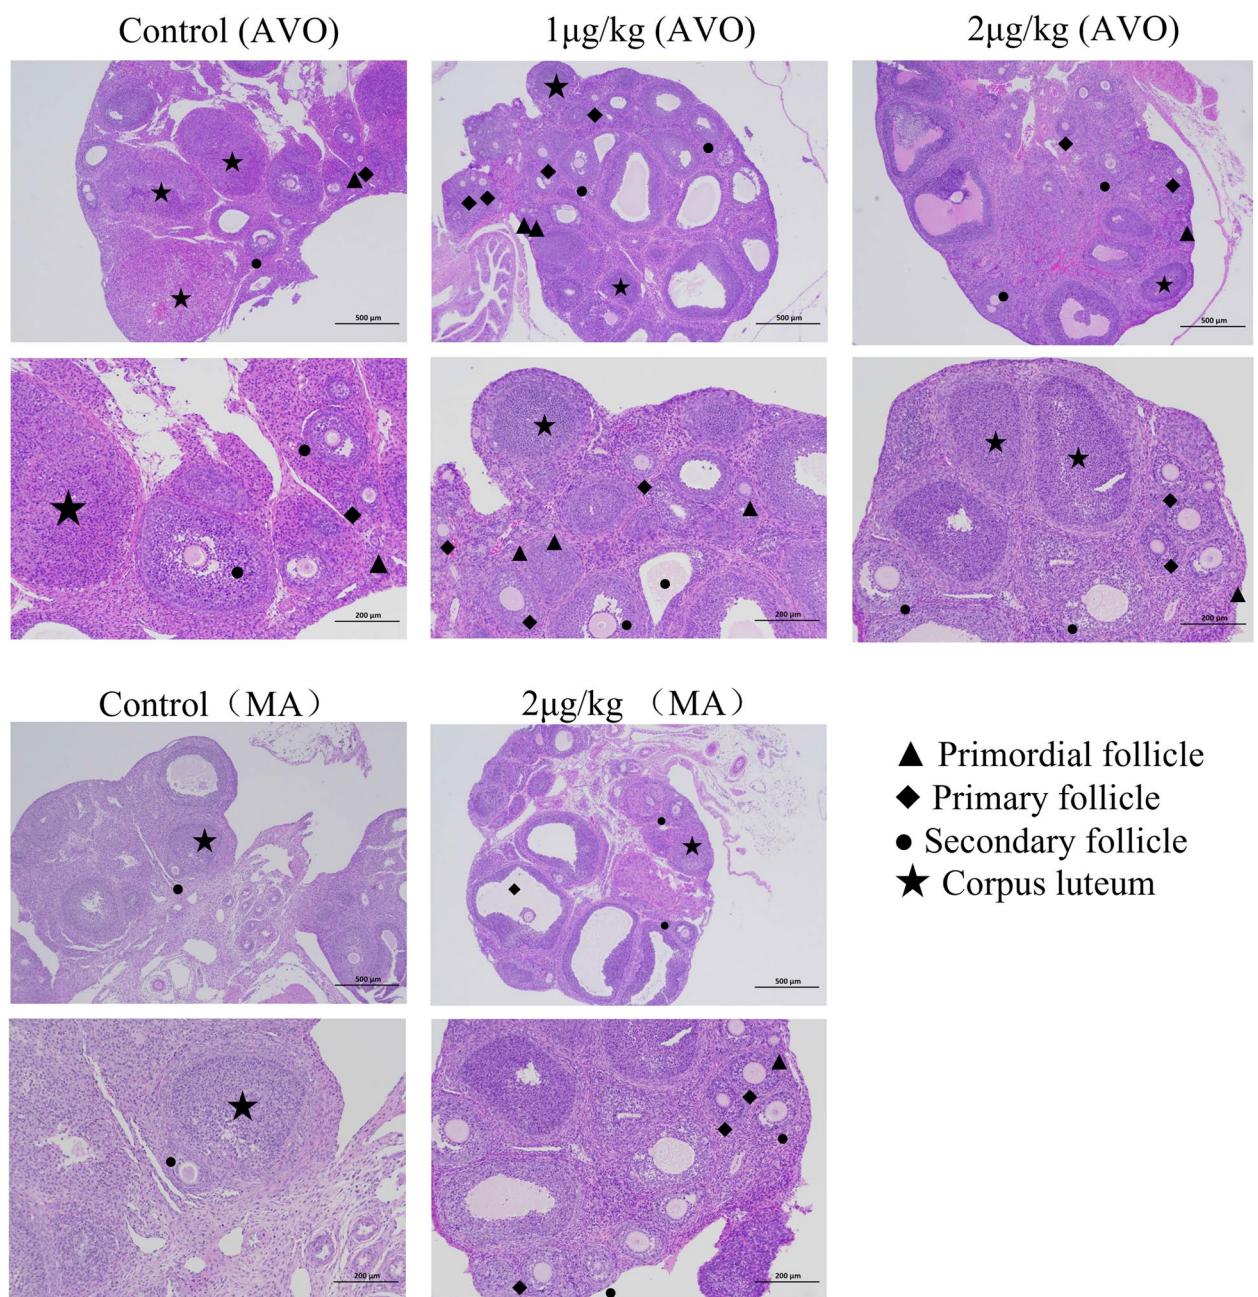 Control (AVO)
1μg/kg (AVO)
2μg/kg (AVO)
500 μm
500 μm
500 μm
200 μm
200 μm
200 μm
Control（MA）
2μg/kg （MA）
500 μm
500 μm
200 μm
200 μm
Primordial follicle
Primary follicle
Secondary follicle
Corpus luteum